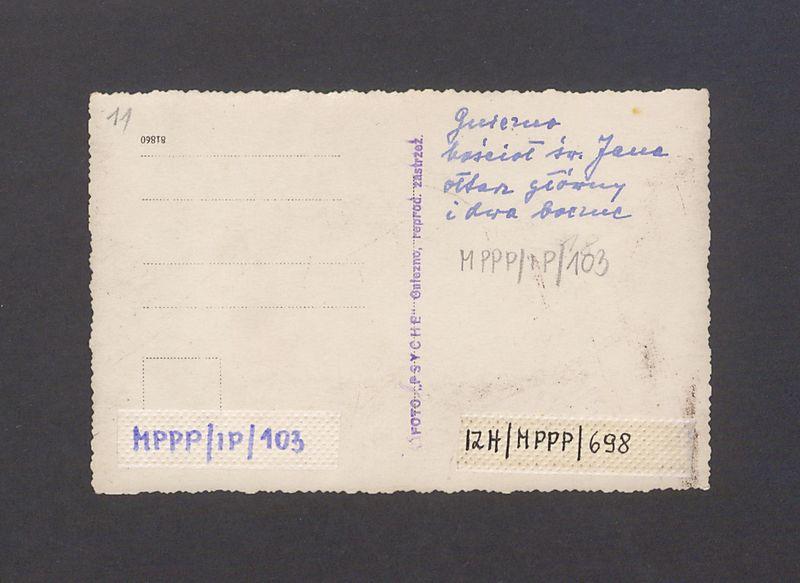 11
81860
Gniezno
kościoł św. Jana
ołtarz główny
i dwa boczne
MPPP/IP/103
FOTO „PSYCHE" Gniezno, reprod. zastrzeż.
MPPP/IP/103
IZH/MPPP/698